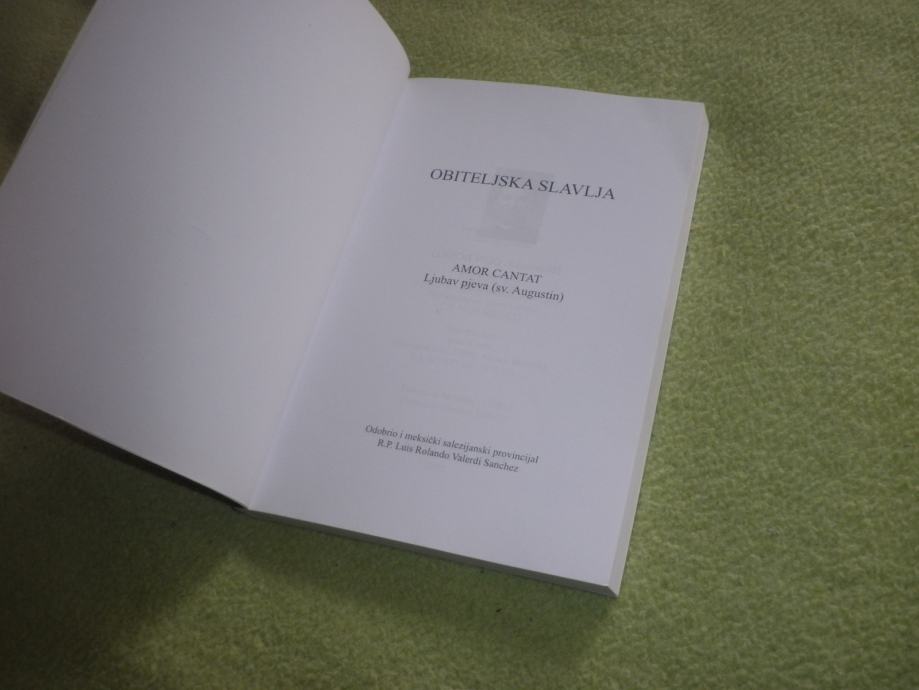 OBITELJSKA SLAVLJA
AMOR CANTAT
Ljubav pjeva (sv. Augustin)
Odobrio i meksički salezijanski provincijal
R.P. Luis Rolando Valerdi Sanchez